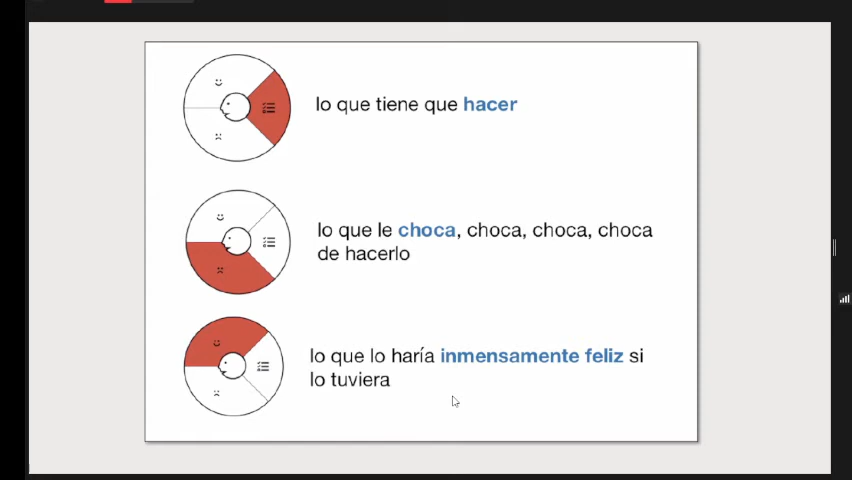 lo que tiene que hacer
lo que le choca, choca, choca, choca
de hacerlo
lo que lo haría inmensamente feliz si
lo tuviera